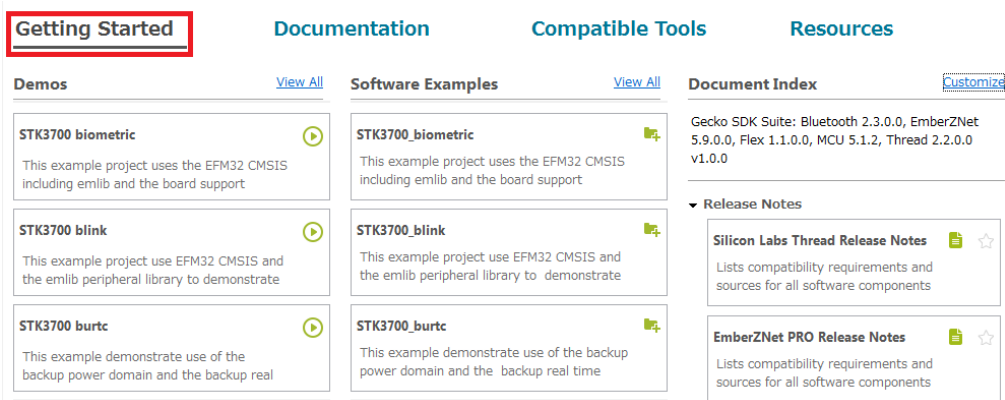 Getting Started
Documentation
Compatible Tools
Resources
Demos
View All
STK3700 biometric
This example project uses the EFM32 CMSIS
including emlib and the board support
STK3700 blink
This example project use EFM32 CMSIS and
the emlib peripheral library to demonstrate
STK3700 burtc
This example demonstrate use of the
backup power domain and the backup real
Software Examples
View All
STK3700_biometric
This example project uses the EFM32 CMSIS
including emlib and the board support
STK3700_blink
This example project use EFM32 CMSIS and
the emlib peripheral library to  demonstrate
STK3700_burtc
This example demonstrate use of the backup
power domain and the  backup real time
Document Index
Customize
Gecko SDK Suite: Bluetooth 2.3.0.0, EmberZNet
5.9.0.0, Flex 1.1.0.0, MCU 5.1.2, Thread 2.2.0.0
v1.0.0
Release Notes
Silicon Labs Thread Release Notes
Lists compatibility requirements and
sources for all software components
EmberZNet PRO Release Notes
Lists compatibility requirements and
sources for all software components